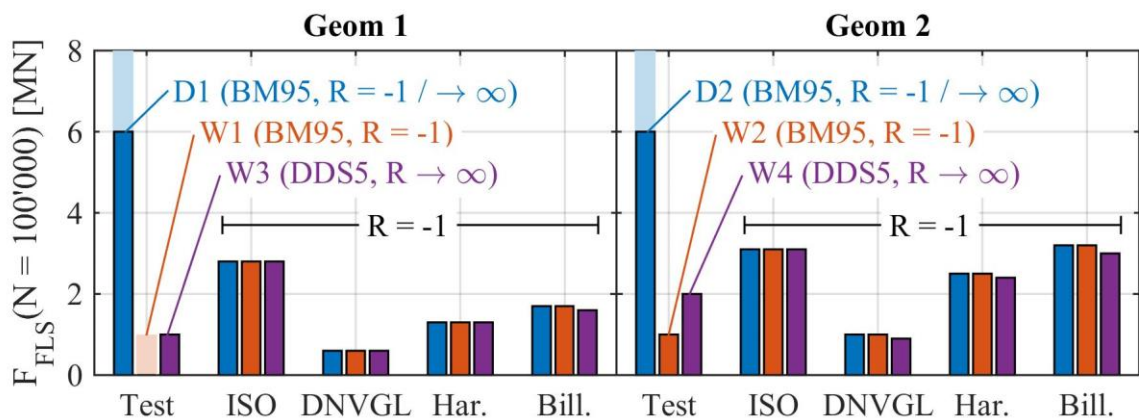 Geom 1
Geom 2
F_FLS(N = 100'000) [MN]
8
6
4
2
0
D1 (BM95, R = -1 / → ∞)
W1 (BM95, R = -1)
W3 (DDS5, R → ∞)
R = -1
D2 (BM95, R = -1 / → ∞)
W2 (BM95, R = -1)
W4 (DDS5, R → ∞)
R = -1
Test ISO DNVGL Har. Bill.
Test ISO DNVGL Har. Bill.